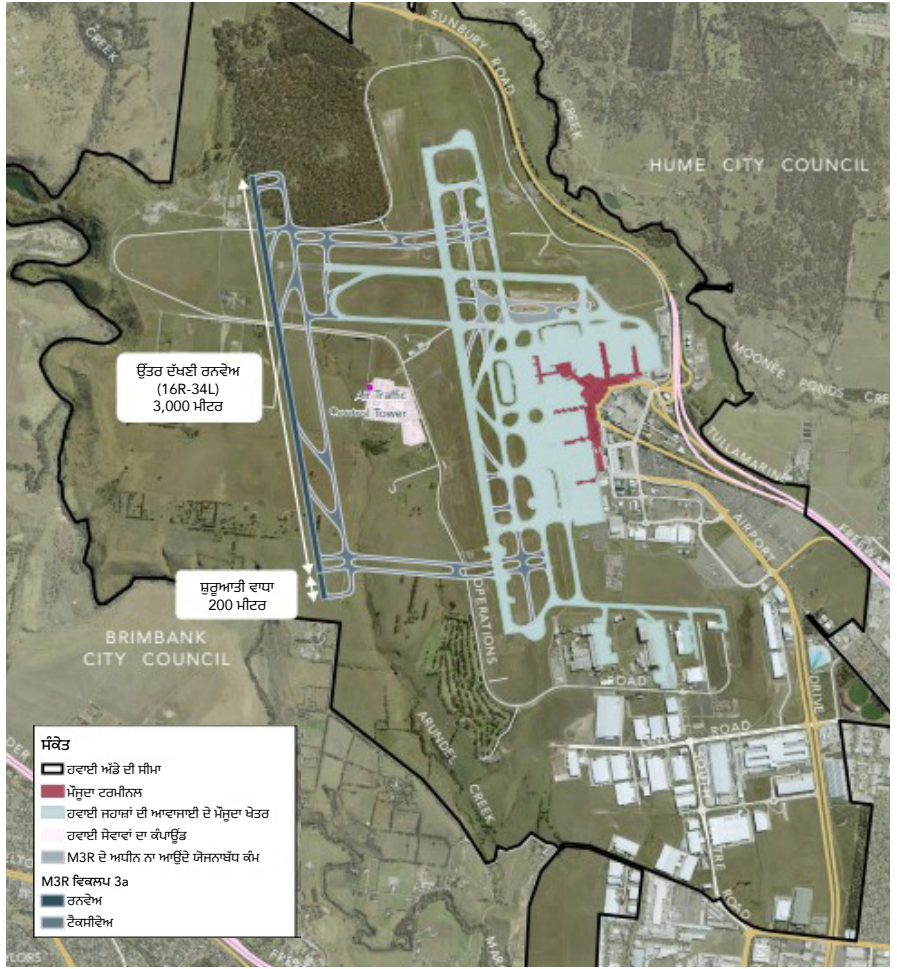 SUNBURY
ROAD
PONDS
CREEK
CREEK
HUME CITY COUNCIL
ਉੱਤਰ ਦੱਖਣੀ ਰਨਵੇਅ
(16R-34L)
3,000 ਮੀਟਰ
Air Traffic
Control Tower
MOONEE PONDS
TULLAMARINE
AIRPORT
DRIVE
ਸ਼ੁਰੂਆਤੀ ਵਾਧਾ
200 ਮੀਟਰ
OPERATIONS
ROAD
BRIMBANK
CITY COUNCIL
ARUNDEL
CREEK
ROAD
ROAD
ਸੰਕੇਤ
ਹਵਾਈ ਅੱਡੇ ਦੀ ਸੀਮਾ
ਮੌਜੂਦਾ ਟਰਮੀਨਲ
ਹਵਾਈ ਜਹਾਜ਼ਾਂ ਦੀ ਆਵਾਜਾਈ ਦੇ ਮੌਜੂਦਾ ਖੇਤਰ
ਹਵਾਈ ਸੇਵਾਵਾਂ ਦਾ ਕੰਪਾਊਂਡ
M3R ਦੇ ਅਧੀਨ ਨਾ ਆਉਂਦੇ ਯੋਜਨਾਬੱਧ ਕੰਮ
M3R ਵਿਕਲਪ 3a
ਰਨਵੇਅ
ਟੈਕਸੀਵੇਅ